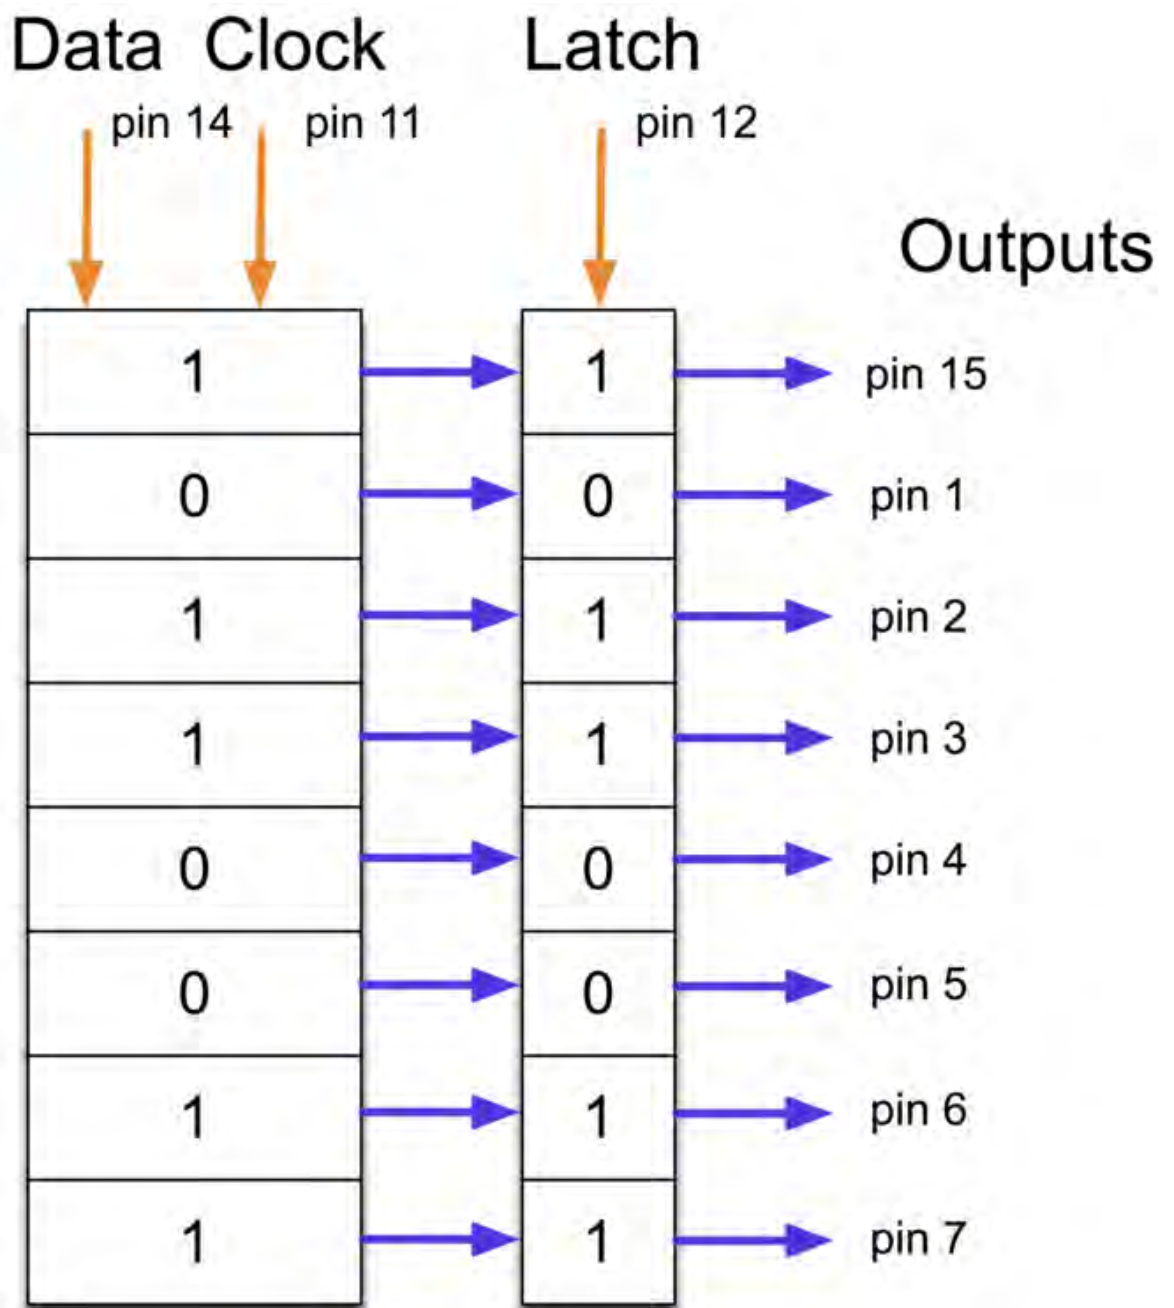 Data Clock Latch
pin 14 pin 11 pin 12
Outputs
1 1 pin 15
0 0 pin 1
1 1 pin 2
1 1 pin 3
0 0 pin 4
0 0 pin 5
1 1 pin 6
1 1 pin 7